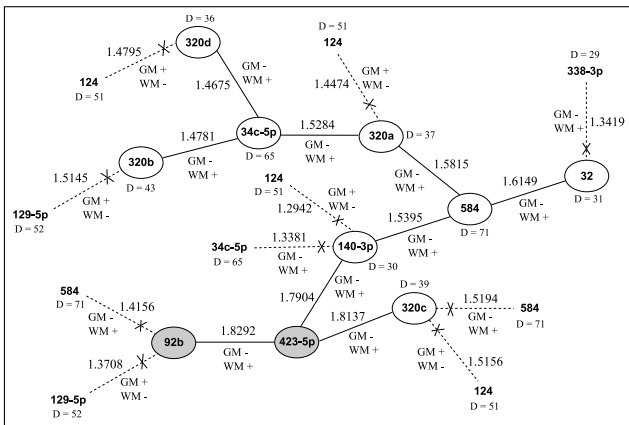 D = 36
D = 51
320d
124
D = 29
1.4795
GM +
WM -
GM -
WM +
338-3p
124
D = 51
1.4675
1.4474
GM +
WM -
GM -
WM +
1.3419
34c-5p
1.5284
320a
D = 37
1.4781
D = 65
GM -
WM +
320b
GM -
WM +
1.5815
1.6149
32
1.5145
D = 43
124
D = 51
GM -
WM +
584
GM -
WM +
D = 31
GM +
WM -
GM +
WM -
129-5p
D = 52
1.2942
1.5395
D = 71
34c-5p
D = 65
1.3381
140-3p
GM -
WM +
GM -
WM +
D = 30
584
D = 71
1.4156
1.7904
GM -
WM +
D = 39
320c
1.5194
584
D = 71
GM -
WM +
1.8292
1.8137
GM -
WM +
92b
423-5p
1.3708
GM -
WM +
GM -
WM +
GM +
WM -
1.5156
GM +
WM -
129-5p
D = 52
124
D = 51